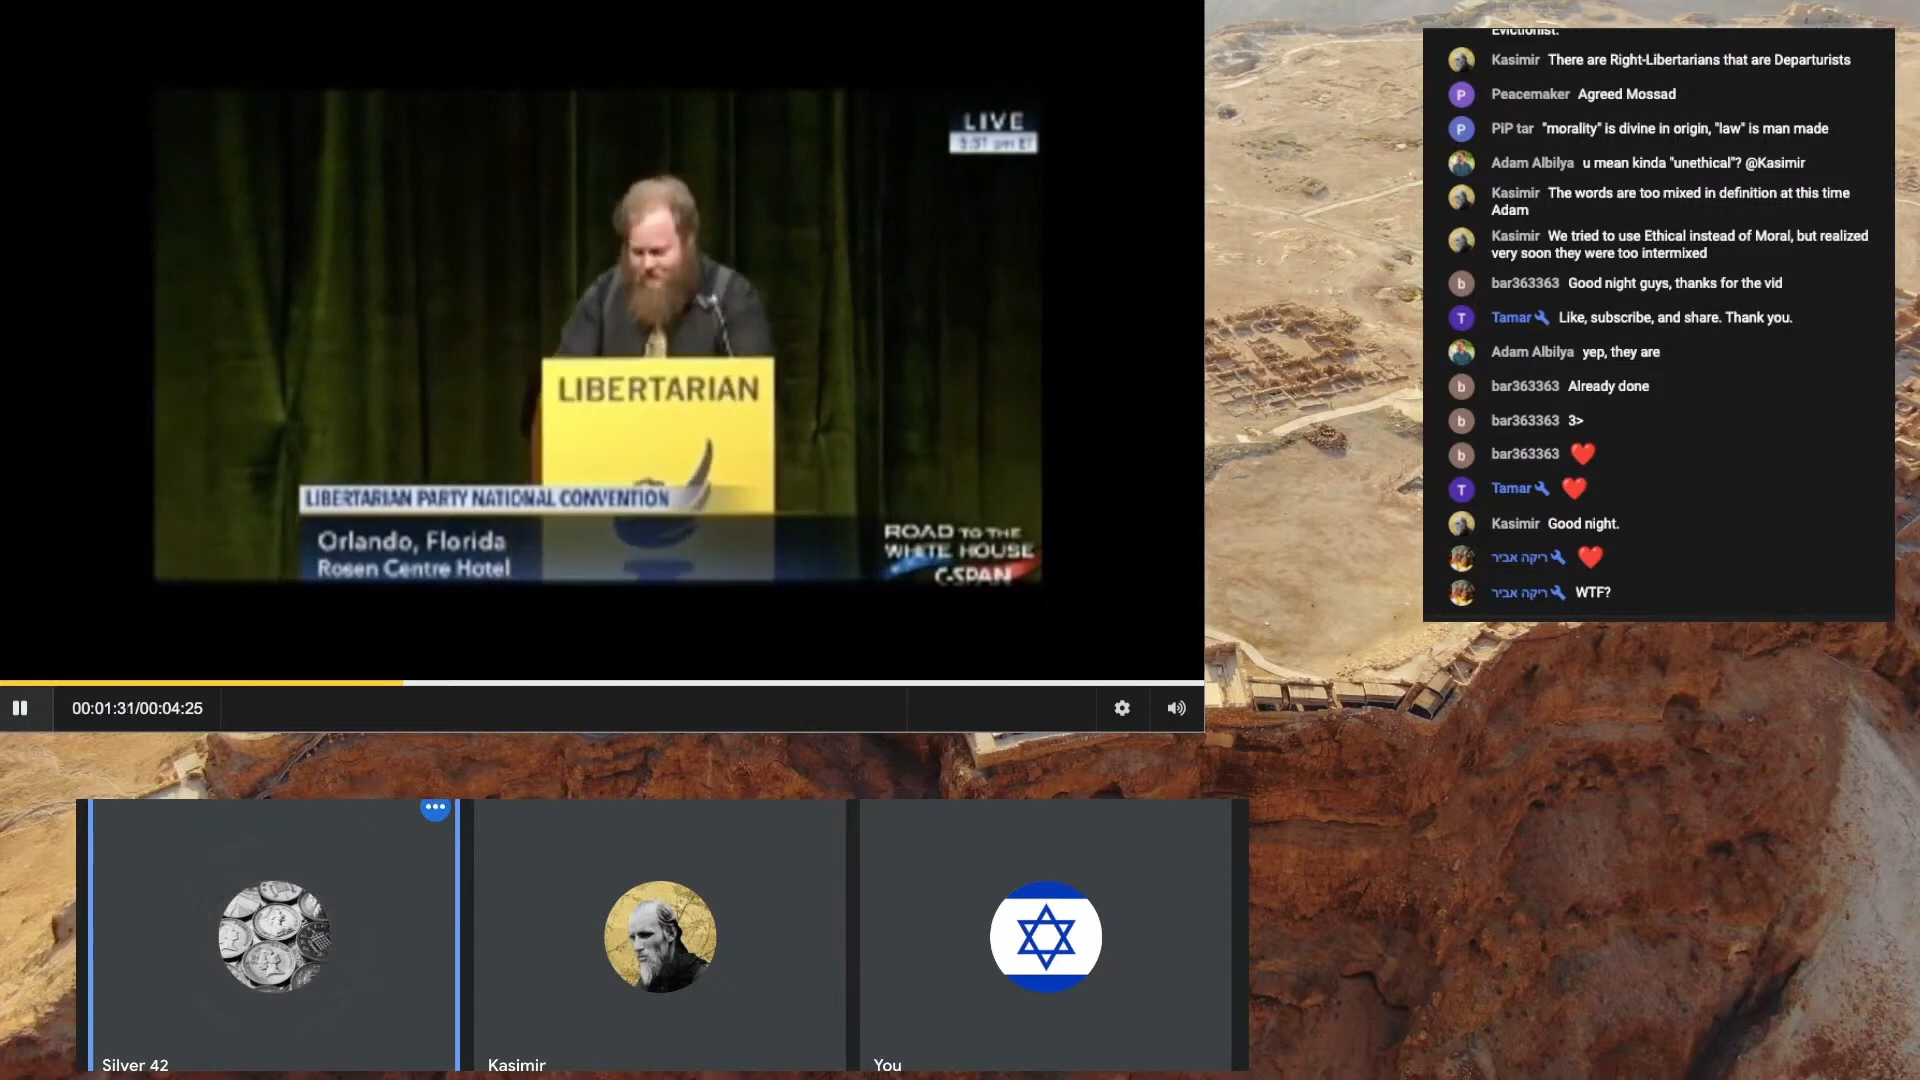 LIVE
LIBERTARIAN
LIBERTARIAN PARTY NATIONAL CONVENTION
Orlando, Florida
Rosen Centre Hotel
ROAD TO THE
WHITE HOUSE
C-SPAN
00:01:31/00:04:25
Evictionist.
Kasimir There are Right-Libertarians that are Departurists
P Peacemaker Agreed Mossad
P PiP tar "morality" is divine in origin, "law" is man made
Adam Albilya u mean kinda "unethical"? @Kasimir
Kasimir The words are too mixed in definition at this time
Adam
Kasimir We tried to use Ethical instead of Moral, but realized
very soon they were too intermixed
b bar363363 Good night guys, thanks for the vid
T Tamar Like, subscribe, and share. Thank you.
Adam Albilya yep, they are
b bar363363 Already done
b bar363363 3>
b bar363363 ❤️
T Tamar ❤️
Kasimir Good night.
ריקה אביר ❤️
ריקה אביר WTF?
Silver 42
Kasimir
You